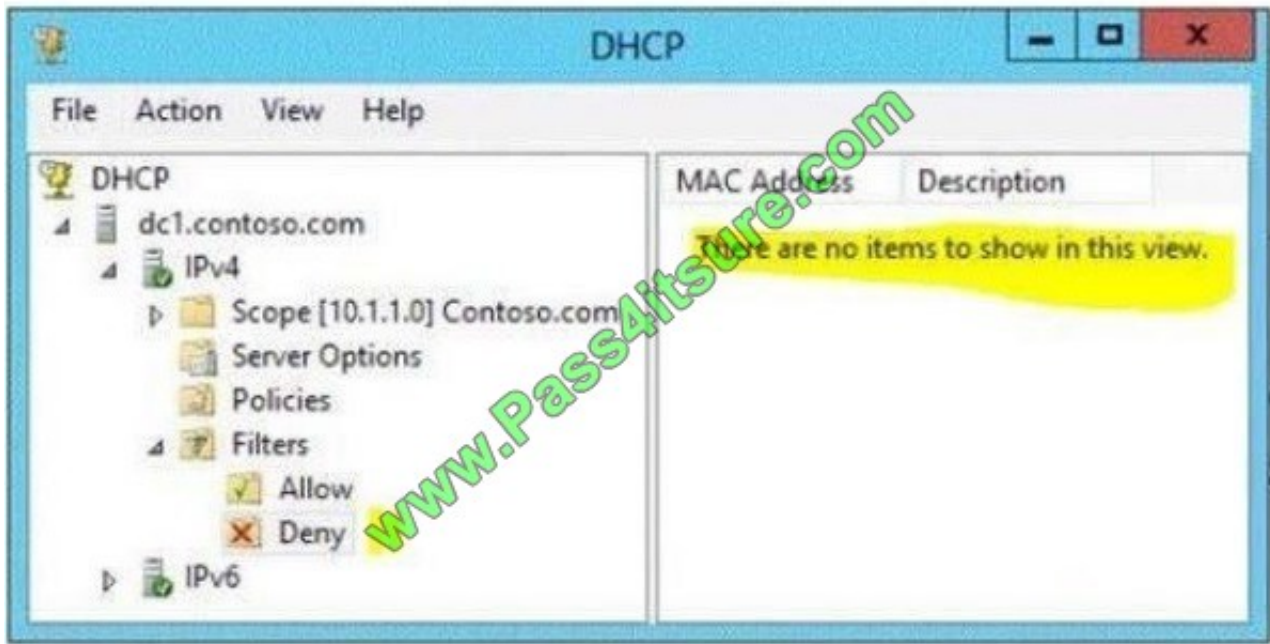 DHCP
File Action View Help
DHCP
dc1.contoso.com
IPv4
Scope [10.1.1.0] Contoso.com
Server Options
Policies
Filters
Allow
Deny
IPv6
MAC Address Description
There are no items to show in this view.
www.Pass4itsure.com